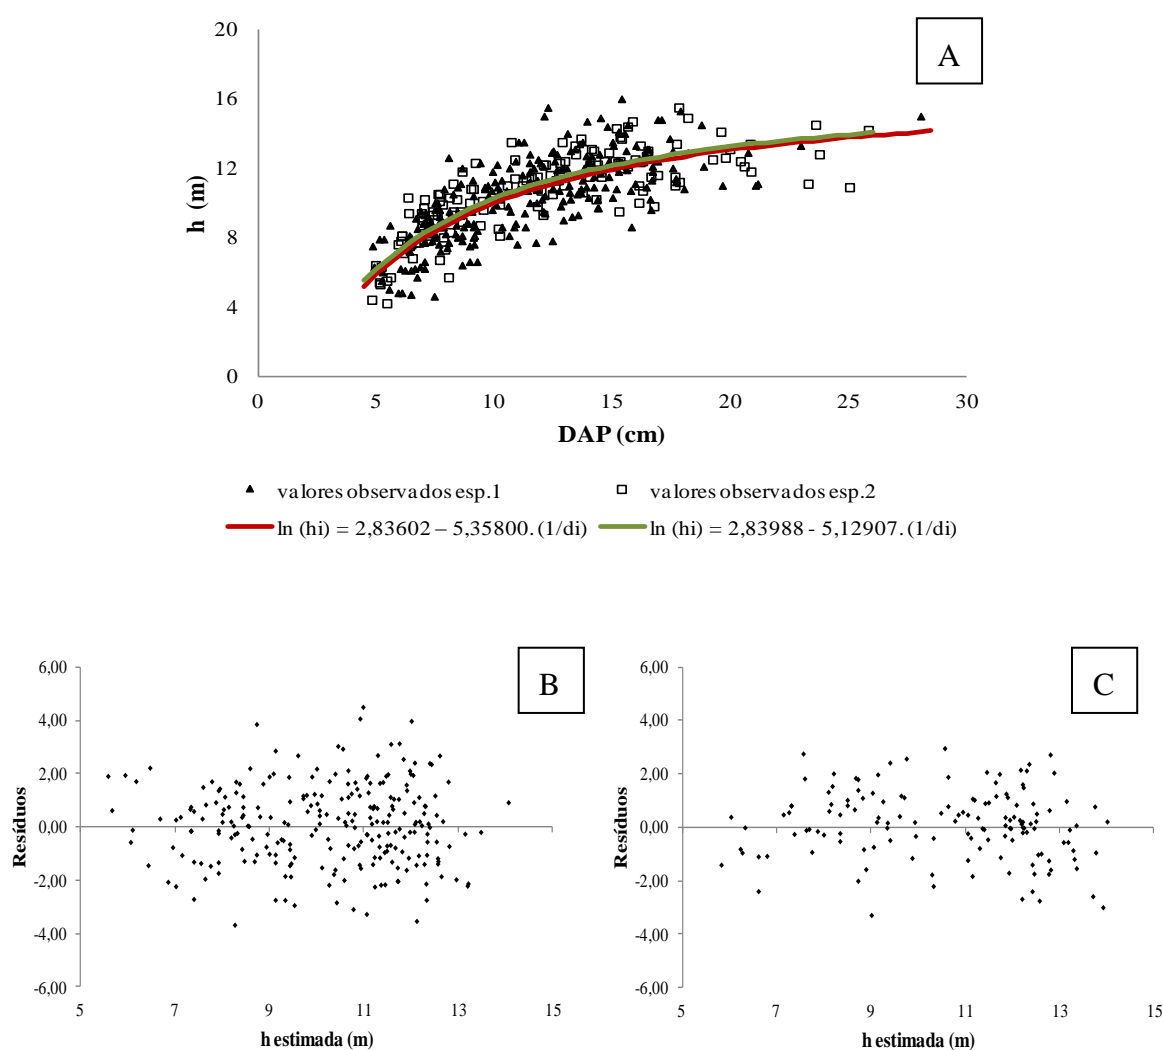 20
A
16
12
8
4
0
h (m)
0 5 10 15 20 25 30
DAP (cm)
valores observados esp.1 valores observados esp.2
ln (hi) = 2,83602 – 5,35800. (1/di) ln (hi) = 2,83988 - 5,12907. (1/di)
6,00
B
4,00
2,00
0,00
-2,00
-4,00
-6,00
Resíduos
5 7 9 11 13 15
h estimada (m)
6,00
C
4,00
2,00
0,00
-2,00
-4,00
-6,00
Resíduos
5 7 9 11 13 15
h estimada (m)